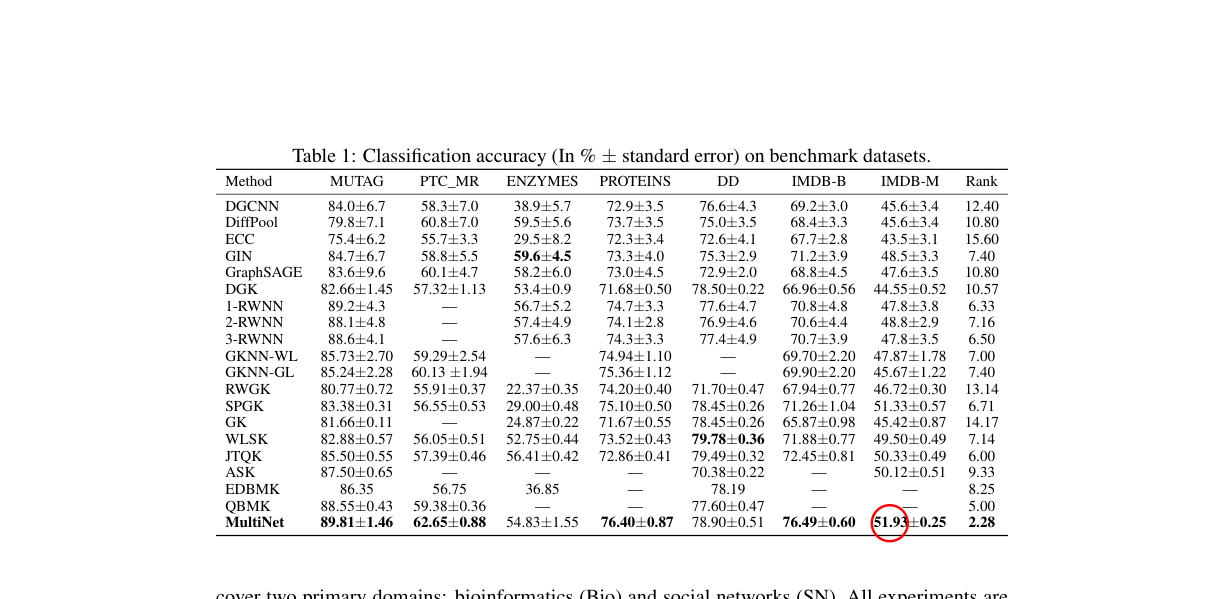 Table 1: Classification accuracy (In % ± standard error) on benchmark datasets.
Method MUTAG PTC_MR ENZYMES PROTEINS DD IMDB-B IMDB-M Rank
DGCNN 84.0±6.7 58.3±7.0 38.9±5.7 72.9±3.5 76.6±4.3 69.2±3.0 45.6±3.4 12.40
DiffPool 79.8±7.1 60.8±7.0 59.5±5.6 73.7±3.5 75.0±3.5 68.4±3.3 45.6±3.4 10.80
ECC 75.4±6.2 55.7±3.3 29.5±8.2 72.3±3.4 72.6±4.1 67.7±2.8 43.5±3.1 15.60
GIN 84.7±6.7 58.8±5.5 59.6±4.5 73.3±4.0 75.3±2.9 71.2±3.9 48.5±3.3 7.40
GraphSAGE 83.6±9.6 60.1±4.7 58.2±6.0 73.0±4.5 72.9±2.0 68.8±4.5 47.6±3.5 10.80
DGK 82.66±1.45 57.32±1.13 53.4±0.9 71.68±0.50 78.50±0.22 66.96±0.56 44.55±0.52 10.57
1-RWNN 89.2±4.3 — 56.7±5.2 74.7±3.3 77.6±4.7 70.8±4.8 47.8±3.8 6.33
2-RWNN 88.1±4.8 — 57.4±4.9 74.1±2.8 76.9±4.6 70.6±4.4 48.8±2.9 7.16
3-RWNN 88.6±4.1 — 57.6±6.3 74.3±3.3 77.4±4.9 70.7±3.9 47.8±3.5 6.50
GKNN-WL 85.73±2.70 59.29±2.54 — 74.94±1.10 — 69.70±2.20 47.87±1.78 7.00
GKNN-GL 85.24±2.28 60.13 ±1.94 — 75.36±1.12 — 69.90±2.20 45.67±1.22 7.40
RWGK 80.77±0.72 55.91±0.37 22.37±0.35 74.20±0.40 71.70±0.47 67.94±0.77 46.72±0.30 13.14
SPGK 83.38±0.31 56.55±0.53 29.00±0.48 75.10±0.50 78.45±0.26 71.26±1.04 51.33±0.57 6.71
GK 81.66±0.11 — 24.87±0.22 71.67±0.55 78.45±0.26 65.87±0.98 45.42±0.87 14.17
WLSK 82.88±0.57 56.05±0.51 52.75±0.44 73.52±0.43 79.78±0.36 71.88±0.77 49.50±0.49 7.14
JTQK 85.50±0.55 57.39±0.46 56.41±0.42 72.86±0.41 79.49±0.32 72.45±0.81 50.33±0.49 6.00
ASK 87.50±0.65 — — — 70.38±0.22 — 50.12±0.51 9.33
EDBMK 86.35 56.75 36.85 — 78.19 — — 8.25
QBMK 88.55±0.43 59.38±0.36 — — 77.60±0.47 — — 5.00
MultiNet 89.81±1.46 62.65±0.88 54.83±1.55 76.40±0.87 78.90±0.51 76.49±0.60 51.93±0.25 2.28
cover two primary domains: bioinformatics (Bio) and social networks (SN). All experiments are